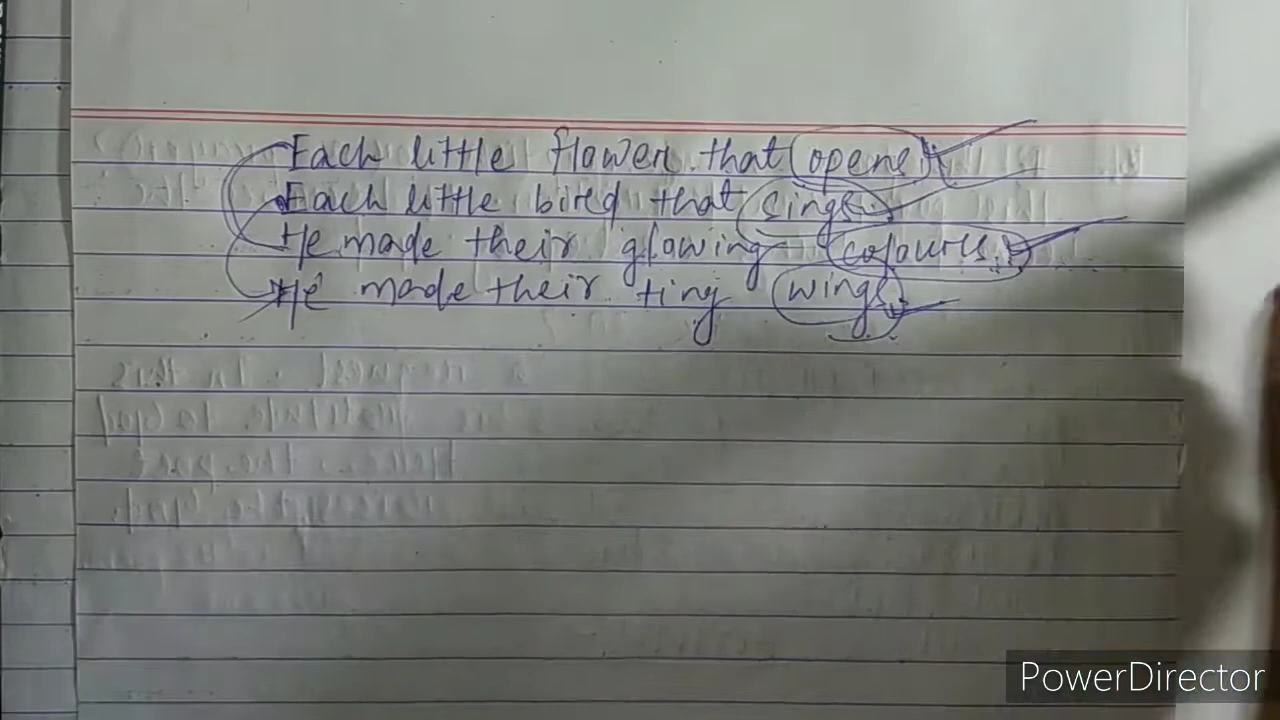 Each little flower that opens,
Each little bird that sings,
He made their glowing colours,
He made their ting wings,
PowerDirector